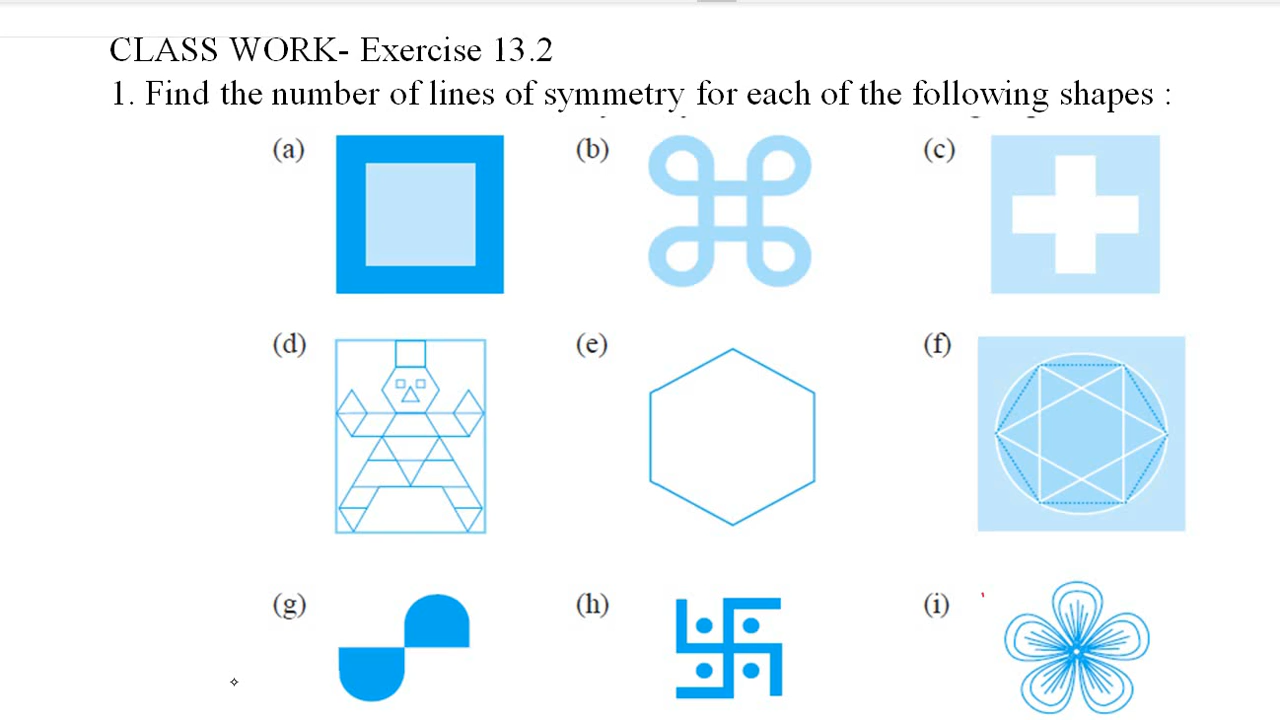 CLASS WORK- Exercise 13.2
1. Find the number of lines of symmetry for each of the following shapes :
(a) (b) (c)
(d) (e) (f)
(g) (h) (i)